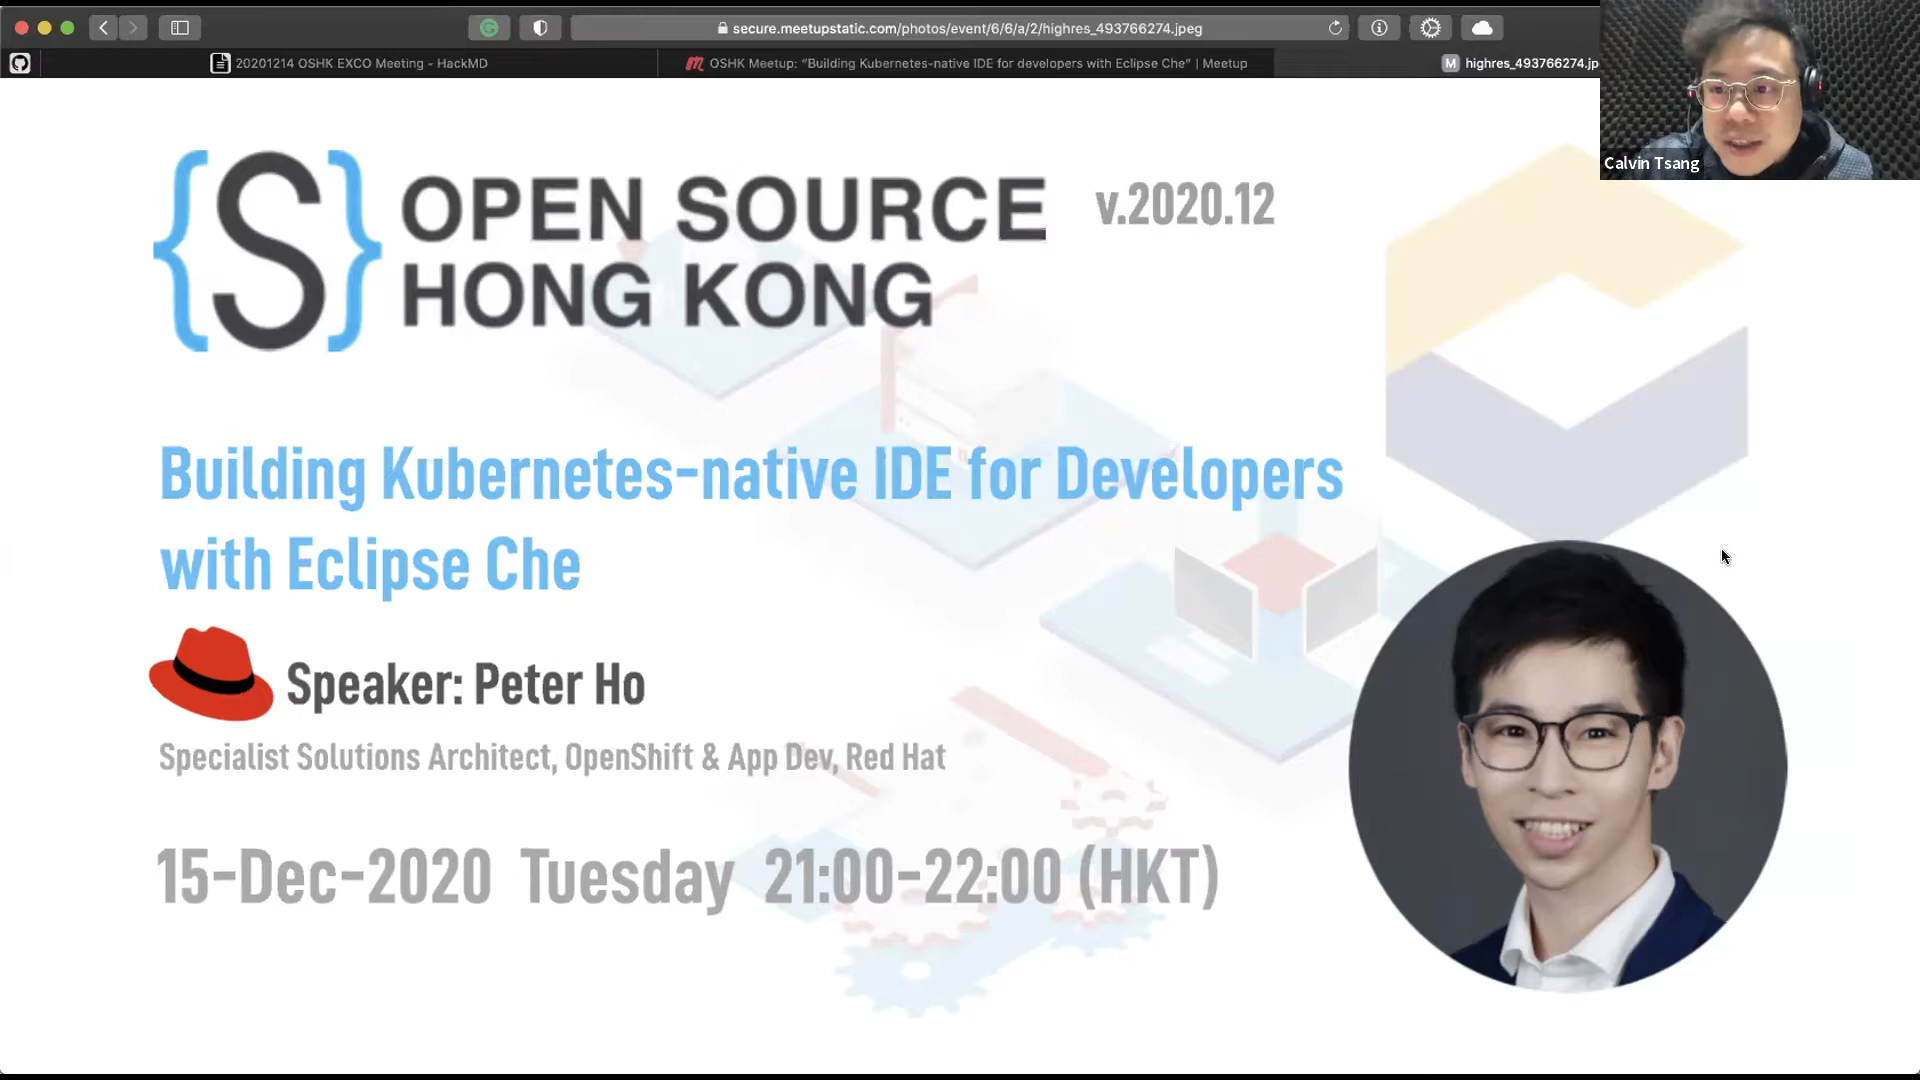 secure.meetupstatic.com/photos/event/6/6/a/2/highres_493766274.jpeg
20201214 OSHK EXCO Meeting - HackMD
OSHK Meetup: “Building Kubernetes-native IDE for developers with Eclipse Che” | Meetup
M highres_493766274.jp
Calvin Tsang
{S} OPEN SOURCE
HONG KONG
v.2020.12
Building Kubernetes-native IDE for Developers
with Eclipse Che
Speaker: Peter Ho
Specialist Solutions Architect, OpenShift & App Dev, Red Hat
15-Dec-2020 Tuesday 21:00-22:00 (HKT)